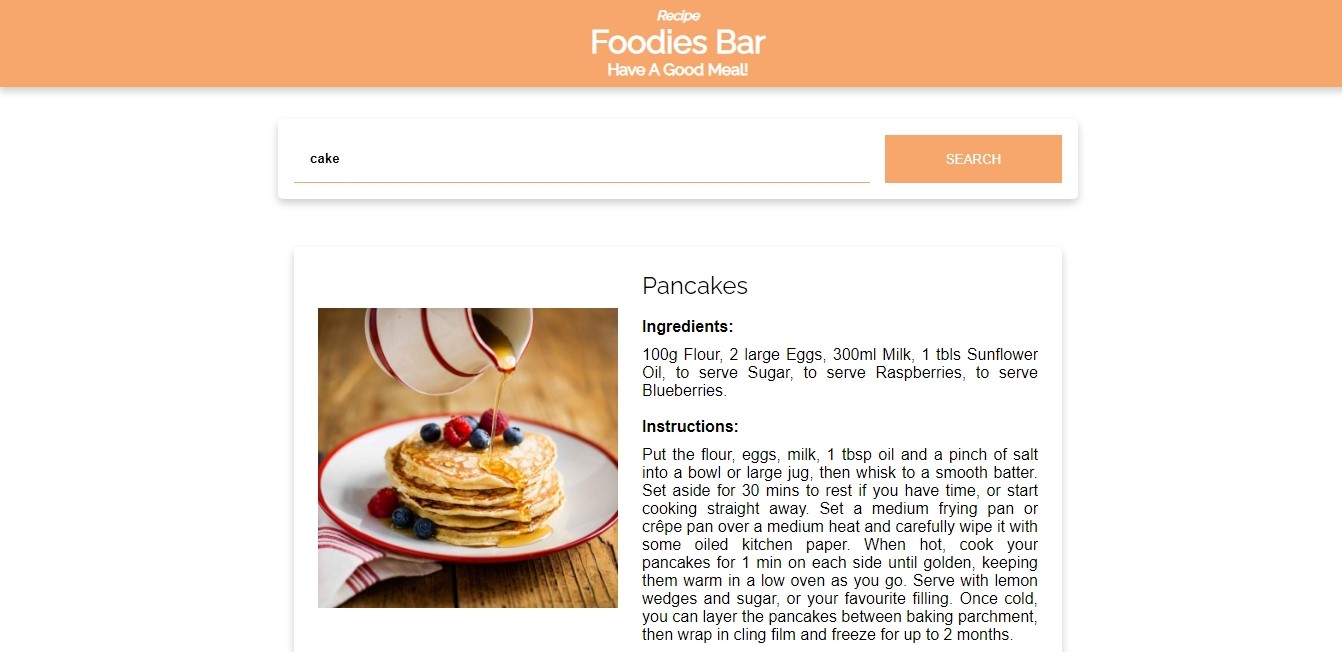 Recipe
Foodies Bar
Have A Good Meal!
cake
SEARCH
Pancakes
Ingredients:
100g Flour, 2 large Eggs, 300ml Milk, 1 tbls Sunflower
Oil, to serve Sugar, to serve Raspberries, to serve
Blueberries.
Instructions:
Put the flour, eggs, milk, 1 tbsp oil and a pinch of salt
into a bowl or large jug, then whisk to a smooth batter.
Set aside for 30 mins to rest if you have time, or start
cooking straight away. Set a medium frying pan or
crêpe pan over a medium heat and carefully wipe it with
some oiled kitchen paper. When hot, cook your
pancakes for 1 min on each side until golden, keeping
them warm in a low oven as you go. Serve with lemon
wedges and sugar, or your favourite filling. Once cold,
you can layer the pancakes between baking parchment,
then wrap in cling film and freeze for up to 2 months.